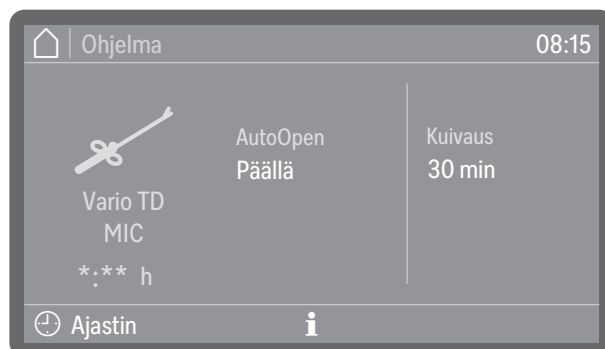 Ohjelma
08:15
Vario TD
MIC
*:** h
AutoOpen
Päällä
Kuivaus
30 min
Ajastin
i